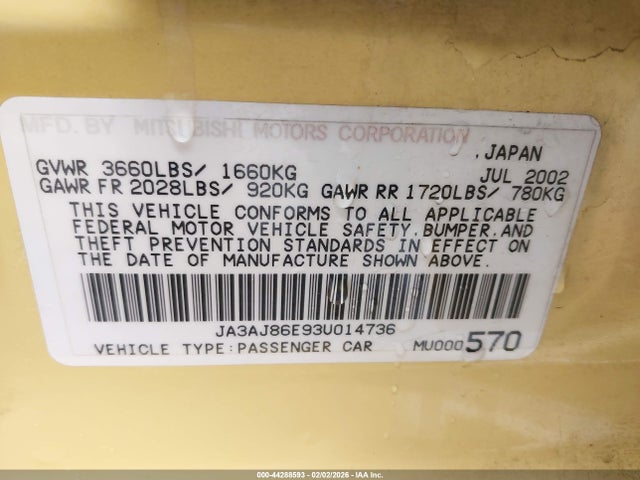 MFD. BY MITSUBISHI MOTORS CORPORATION
.JAPAN
GVWR 3660LBS/ 1660KG JUL 2002
GAWR FR 2028LBS/ 920KG GAWR RR 1720LBS/ 780KG
THIS VEHICLE CONFORMS TO ALL APPLICABLE
FEDERAL MOTOR VEHICLE SAFETY.BUMPER.AND
THEFT PREVENTION STANDARDS IN EFFECT ON
THE DATE OF MANUFACTURE SHOWN ABOVE.
JA3AJ86E93U014736
VEHICLE TYPE:PASSENGER CAR MU000570
000-44288593 - 02/02/2026 - IAAI.COM